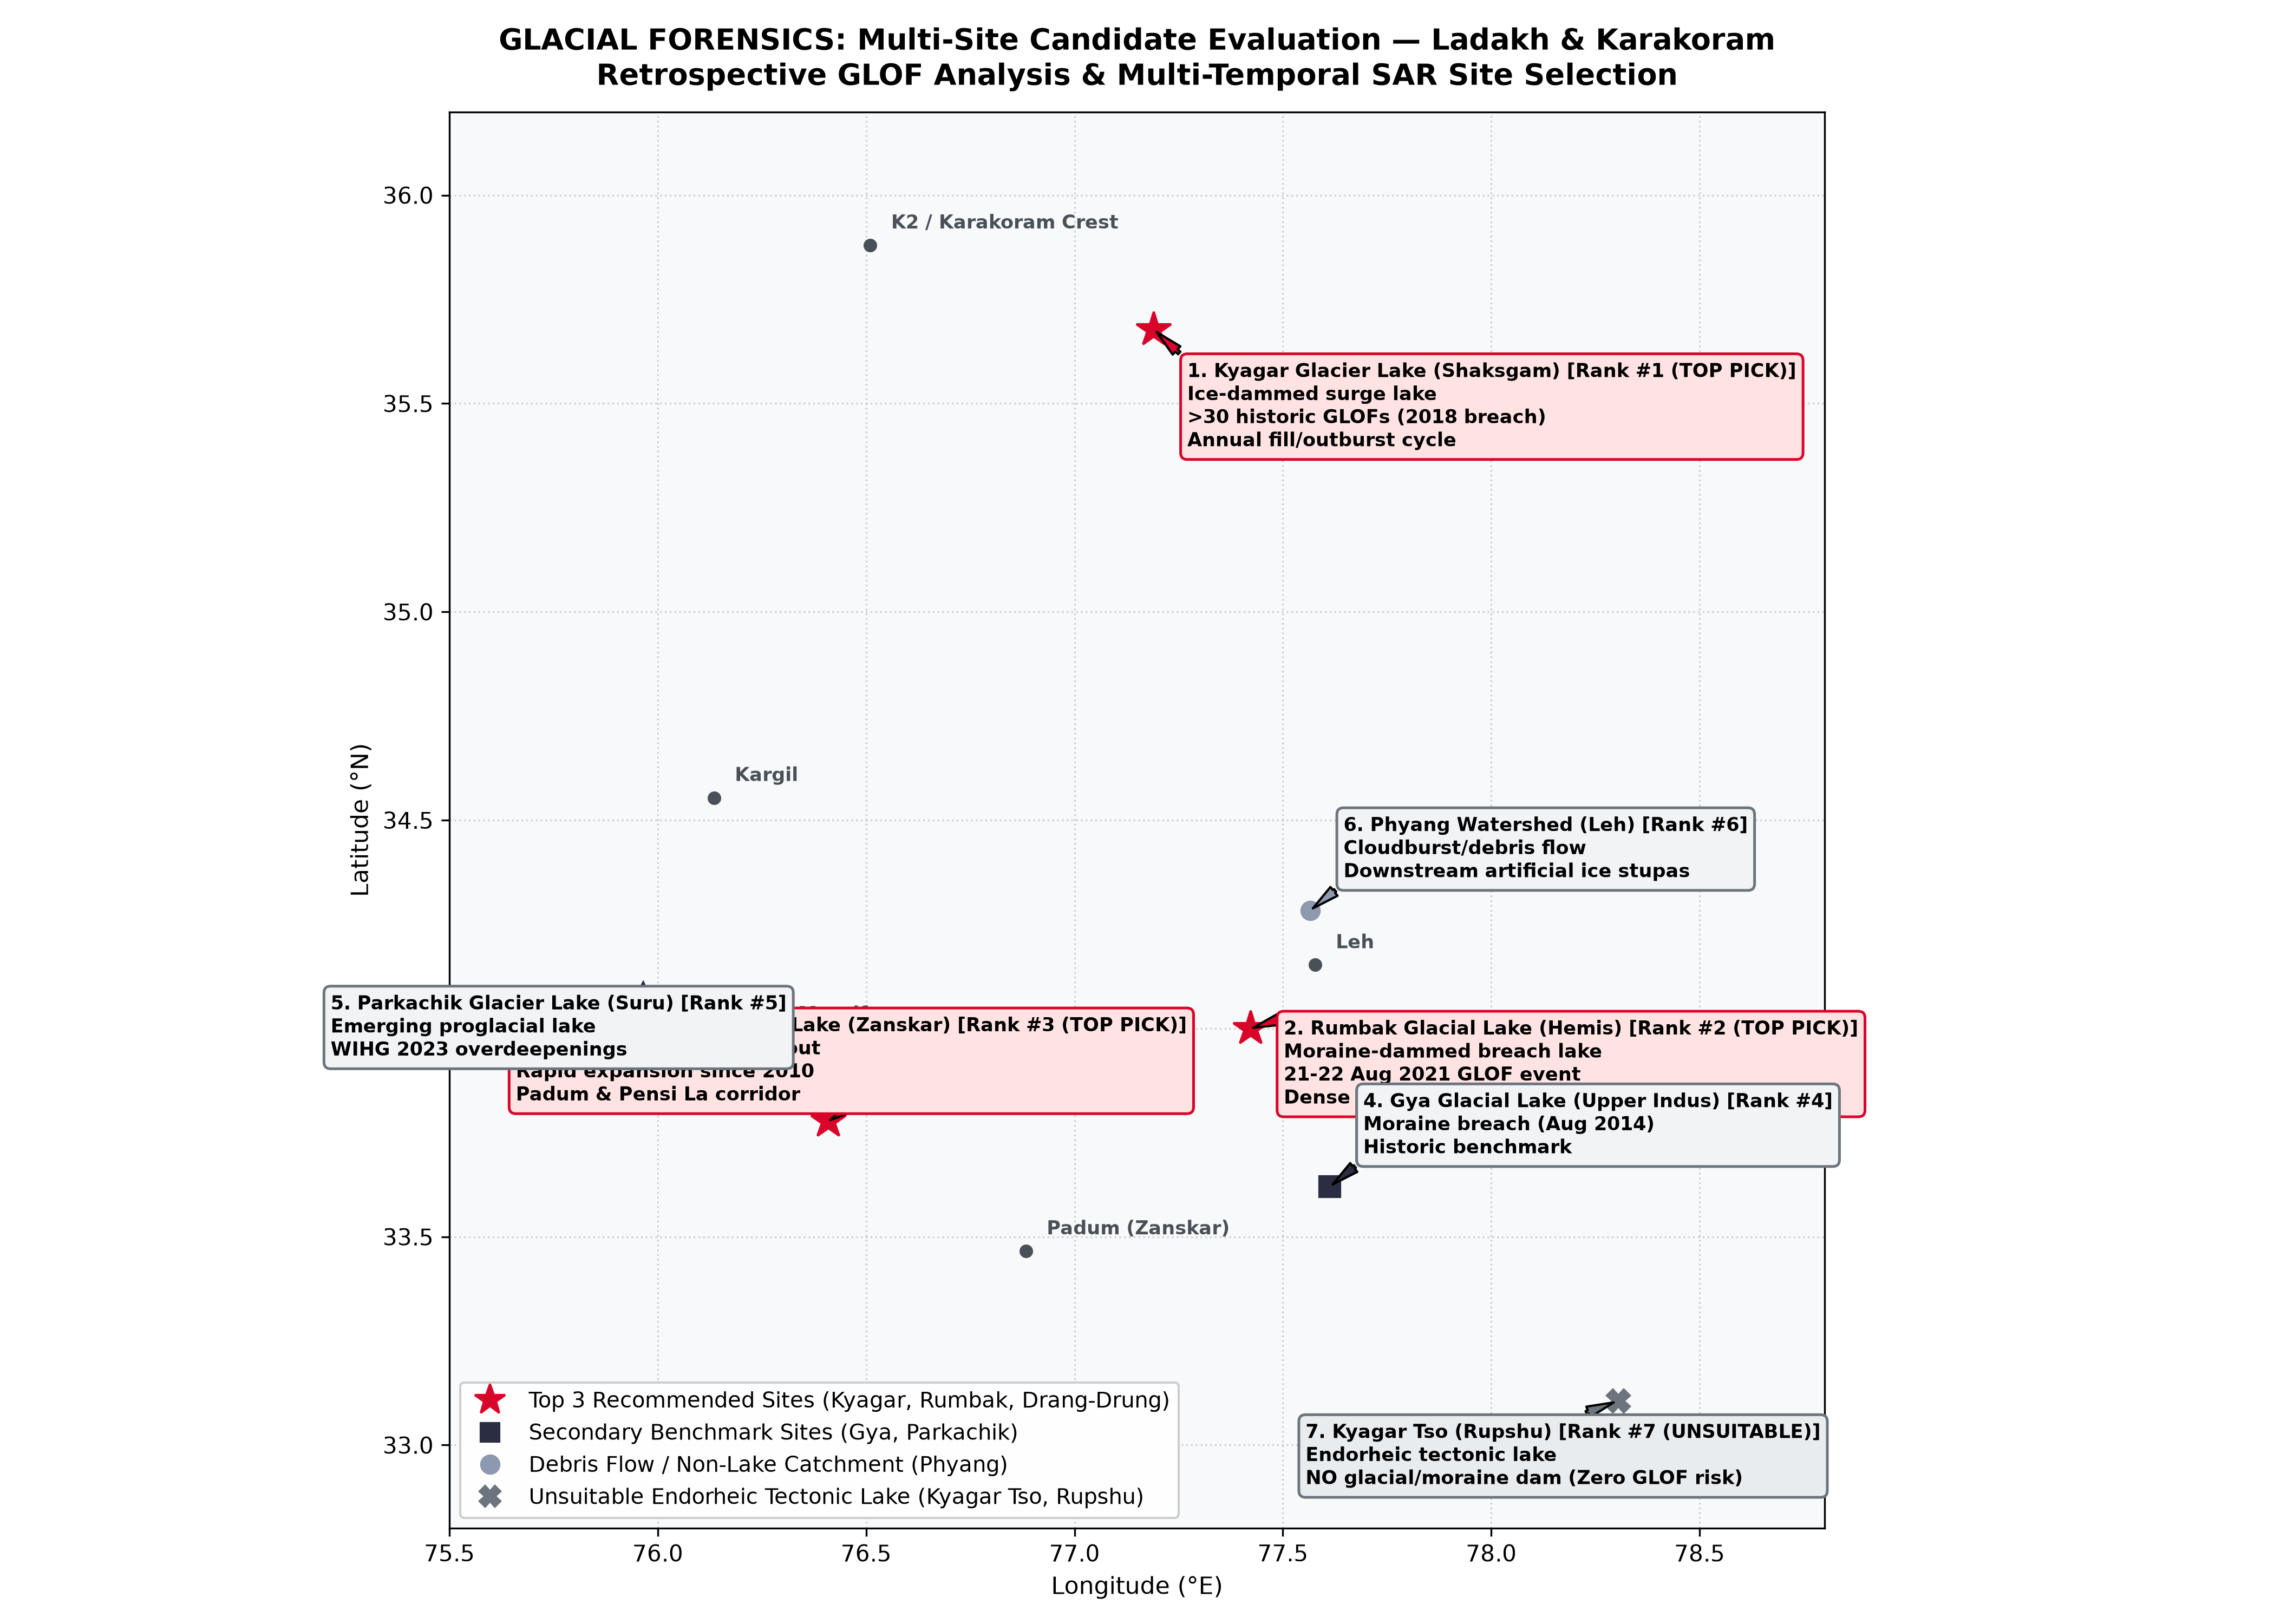 GLACIAL FORENSICS: Multi-Site Candidate Evaluation — Ladakh & Karakoram
Retrospective GLOF Analysis & Multi-Temporal SAR Site Selection
36.0
K2 / Karakoram Crest
1. Kyagar Glacier Lake (Shaksgam) [Rank #1 (TOP PICK)]
Ice-dammed surge lake
>30 historic GLOFs (2018 breach)
Annual fill/outburst cycle
35.5
35.0
Kargil
34.5
Latitude (°N)
6. Phyang Watershed (Leh) [Rank #6]
Cloudburst/debris flow
Downstream artificial ice stupas
Leh
5. Parkachik Glacier Lake (Suru) [Rank #5]
Emerging proglacial lake
WIHG 2023 overdeepenings
Lake (Zanskar) [Rank #3 (TOP PICK)]
Rapid expansion since 2010
Padum & Pensi La corridor
2. Rumbak Glacial Lake (Hemis) [Rank #2 (TOP PICK)]
Moraine-dammed breach lake
21-22 Aug 2021 GLOF event
Dense
4. Gya Glacial Lake (Upper Indus) [Rank #4]
Moraine breach (Aug 2014)
Historic benchmark
33.5
Padum (Zanskar)
33.0
Top 3 Recommended Sites (Kyagar, Rumbak, Drang-Drung)
Secondary Benchmark Sites (Gya, Parkachik)
Debris Flow / Non-Lake Catchment (Phyang)
Unsuitable Endorheic Tectonic Lake (Kyagar Tso, Rupshu)
7. Kyagar Tso (Rupshu) [Rank #7 (UNSUITABLE)]
Endorheic tectonic lake
NO glacial/moraine dam (Zero GLOF risk)
75.5 76.0 76.5 77.0 77.5 78.0 78.5
Longitude (°E)